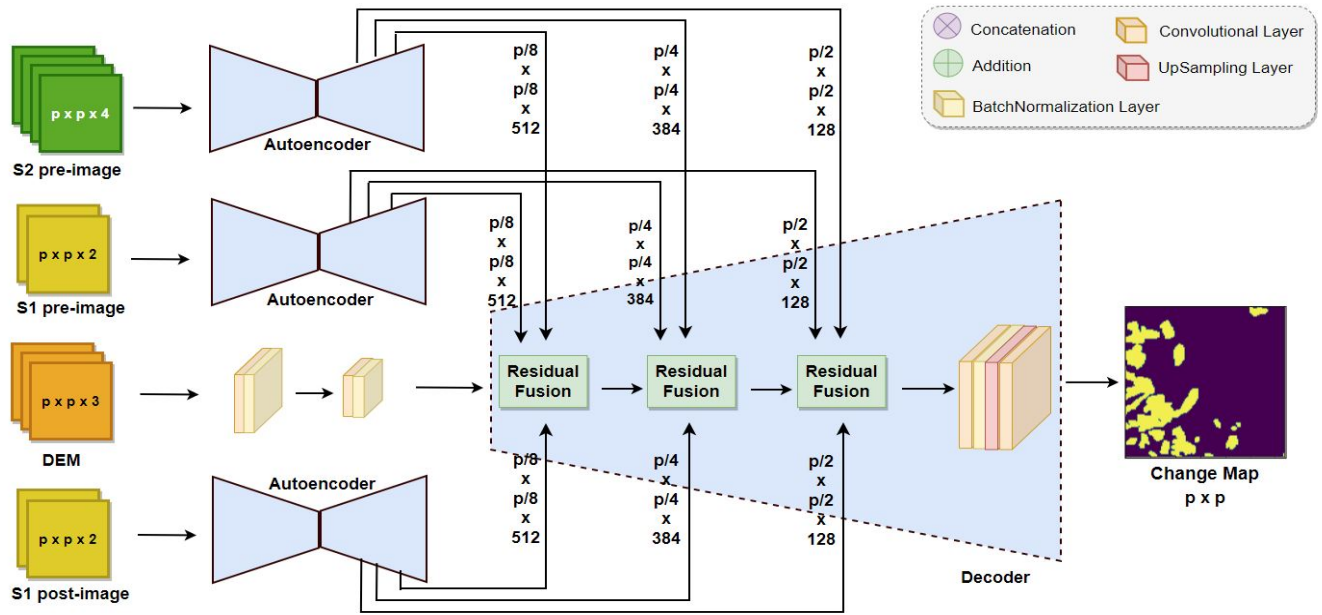 Concatenation
Convolutional Layer
Addition
UpSampling Layer
BatchNormalization Layer
p x p x 4
S2 pre-image
Autoencoder
p/8
x
p/8
x
512
p/4
x
p/4
x
384
p/2
x
p/2
x
128
p x p x 2
S1 pre-image
Autoencoder
p/8
x
p/8
x
512
p/4
x
p/4
x
384
p/2
x
p/2
x
128
p x p x 3
DEM
Residual
Fusion
Residual
Fusion
Residual
Fusion
Change Map
p x p
p x p x 2
S1 post-image
Autoencoder
p/8
x
p/8
x
512
p/4
x
p/4
x
384
p/2
x
p/2
x
128
Decoder